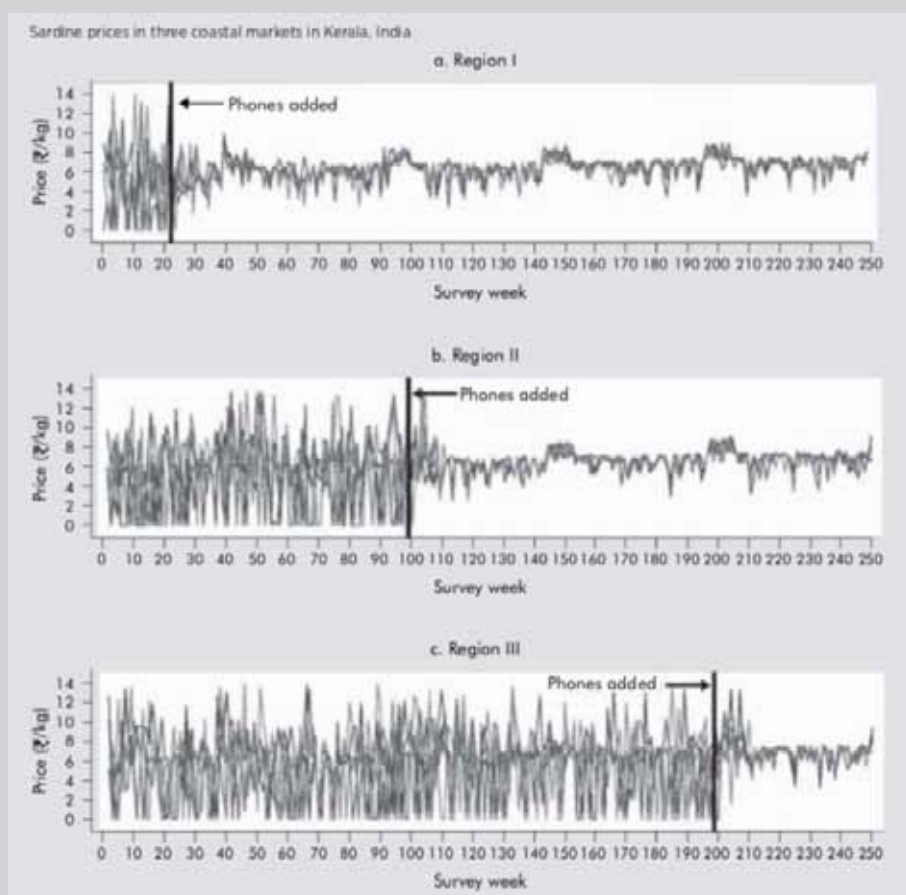 Sardine prices in three coastal markets in Kerala, India
a. Region I
Price (₹/kg)
14
12
10
8
6
4
2
0
Phones added
0 10 20 30 40 50 60 70 80 90 100 110 120 130 140 150 160 170 180 190 200 210 220 230 240 250
Survey week
b. Region II
Price (₹/kg)
14
12
10
8
6
4
2
0
Phones added
0 10 20 30 40 50 60 70 80 90 100 110 120 130 140 150 160 170 180 190 200 210 220 230 240 250
Survey week
c. Region III
Price (₹/kg)
14
12
10
8
6
4
2
0
Phones added
0 10 20 30 40 50 60 70 80 90 100 110 120 130 140 150 160 170 180 190 200 210 220 230 240 250
Survey week